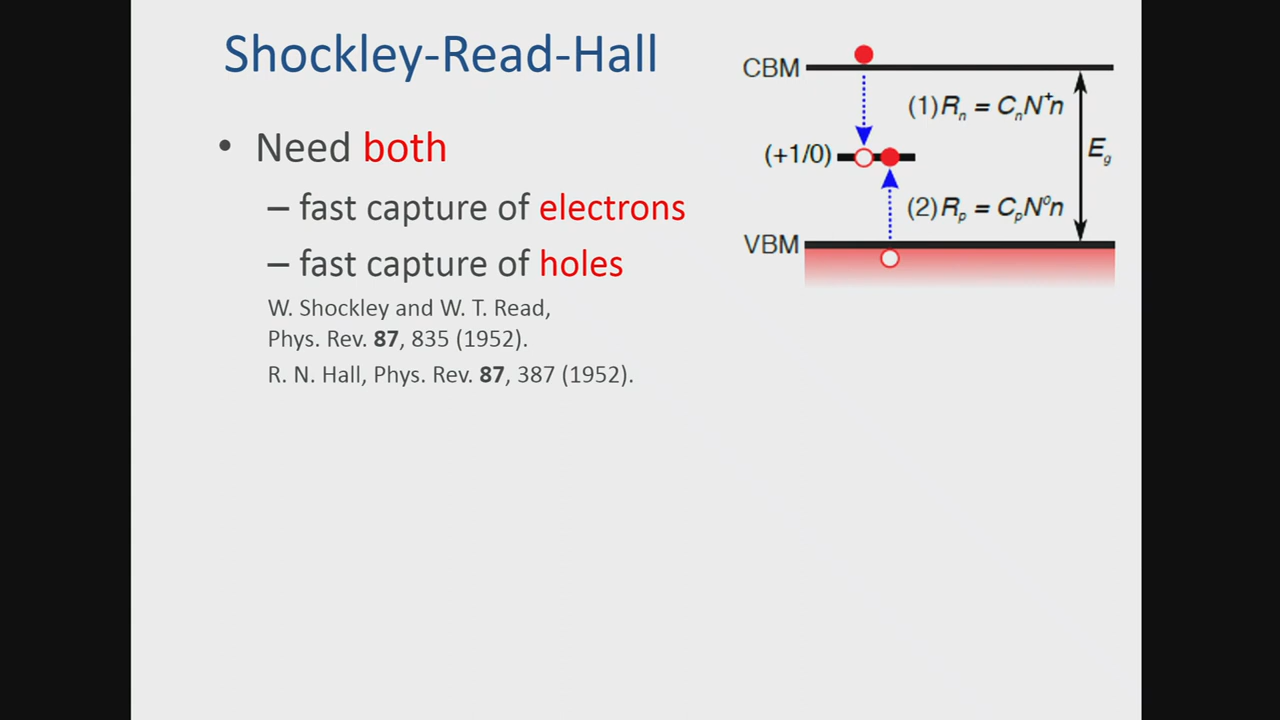 Shockley-Read-Hall
• Need both
– fast capture of electrons
– fast capture of holes
W. Shockley and W. T. Read,
Phys. Rev. 87, 835 (1952).
R. N. Hall, Phys. Rev. 87, 387 (1952).
CBM
(1) Rₙ = CₙN⁺n
(+1/0)
E_g
(2) Rₚ = CₚN⁰n
VBM